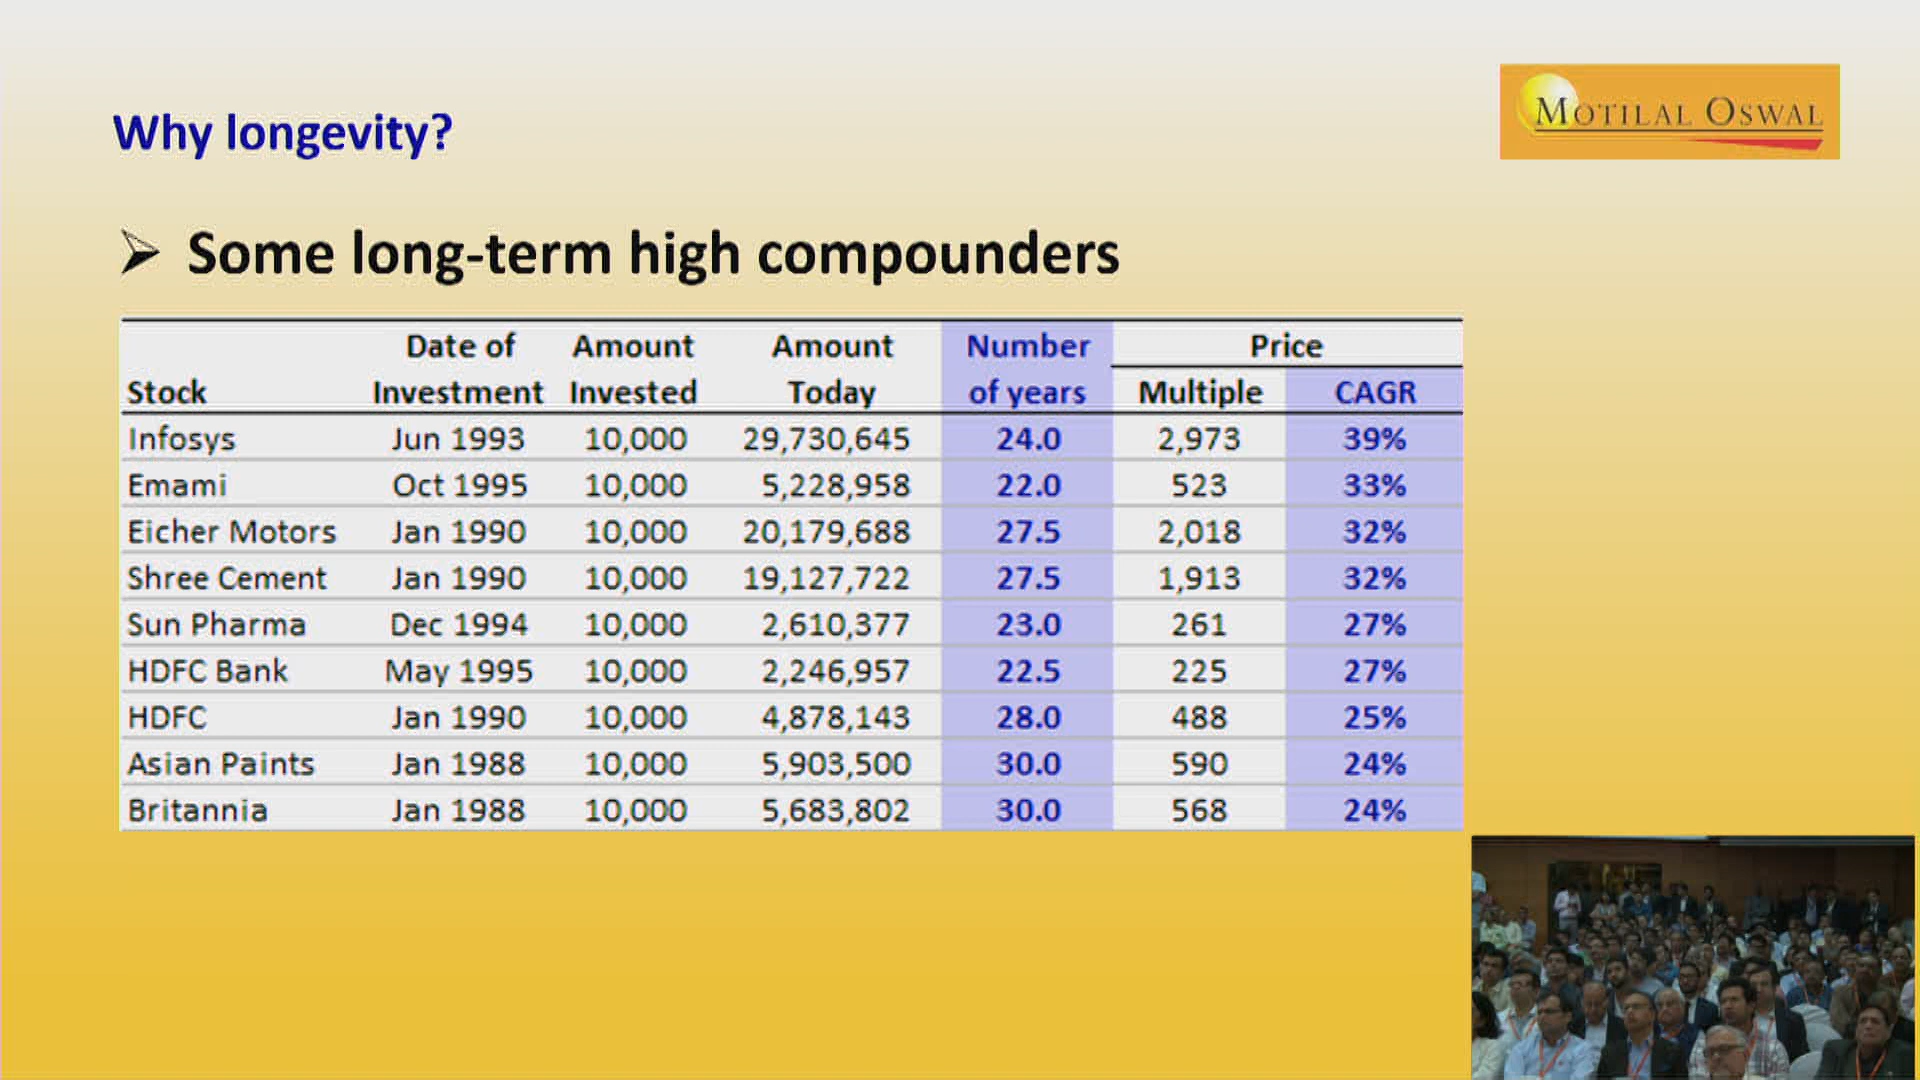 MOTILAL OSWAL
Why longevity?
Some long-term high compounders
Date of Amount Amount Number Price
Stock Investment Invested Today of years Multiple CAGR
Infosys Jun 1993 10,000 29,730,645 24.0 2,973 39%
Emami Oct 1995 10,000 5,228,958 22.0 523 33%
Eicher Motors Jan 1990 10,000 20,179,688 27.5 2,018 32%
Shree Cement Jan 1990 10,000 19,127,722 27.5 1,913 32%
Sun Pharma Dec 1994 10,000 2,610,377 23.0 261 27%
HDFC Bank May 1995 10,000 2,246,957 22.5 225 27%
HDFC Jan 1990 10,000 4,878,143 28.0 488 25%
Asian Paints Jan 1988 10,000 5,903,500 30.0 590 24%
Britannia Jan 1988 10,000 5,683,802 30.0 568 24%